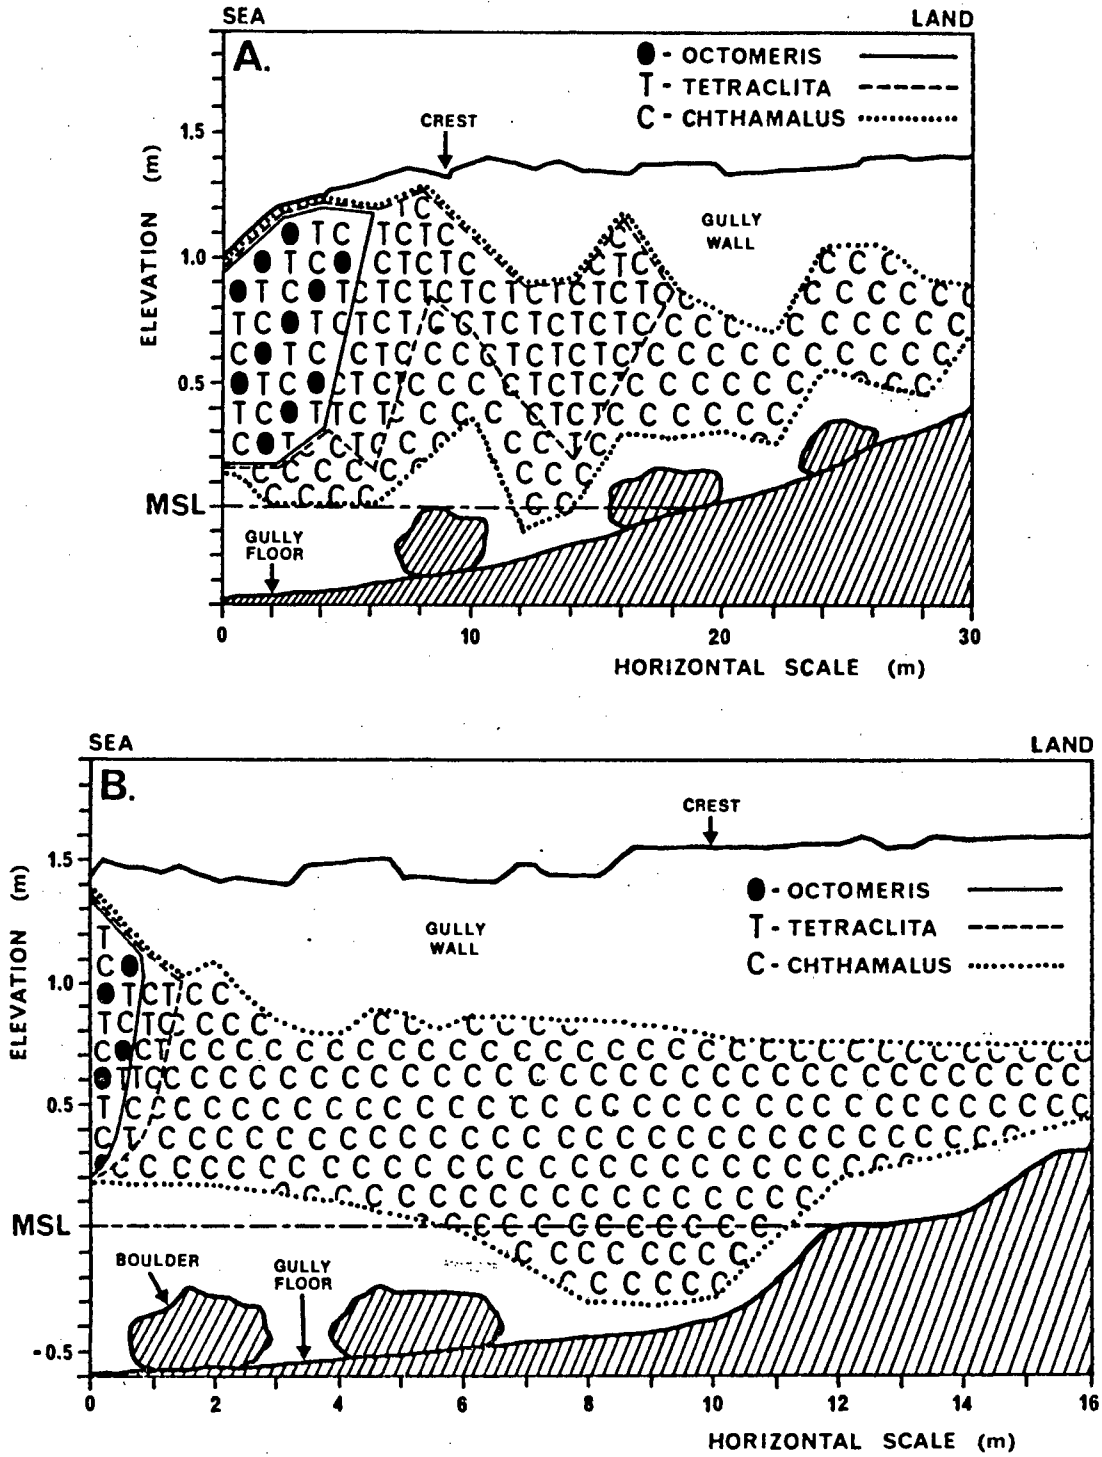 SEA LAND
A.
● - OCTOMERIS
T - TETRACLITA
C - CHTHAMALUS
CREST
1.5
ELEVATION (m)
GULLY
WALL
1.0
● T C T C T C
T C
● T C ● C T C T C
C T C
● T C ● T C T C T C T C T C T C T C T C T C C
C C C
C C C C C C
T C ● T C T C T C G T C T C T C T C C C C
C C C C C C
C ● T C C T C C C C T C T C T C C C C C C C C C C C C
0.5
● T C ● C T C C C C C C T C T C C C C C C C C
C C C
T C ● T T C T C C C C C T C T C C C C C C C
C ● T C T C C C C C T C C
C C C C C C C C
C C C C C C
MSL
GULLY
FLOOR
0 10 20 30
HORIZONTAL SCALE (m)
SEA LAND
B.
CREST
1.5
● - OCTOMERIS
T - TETRACLITA
C - CHTHAMALUS
ELEVATION (m)
GULLY
WALL
T
C ●
1.0
● T C T C C
T C T C C C C
0.5
MSL
BOULDER
GULLY
FLOOR
-0.5
0 2 4 6 8 10 12 14 16
HORIZONTAL SCALE (m)